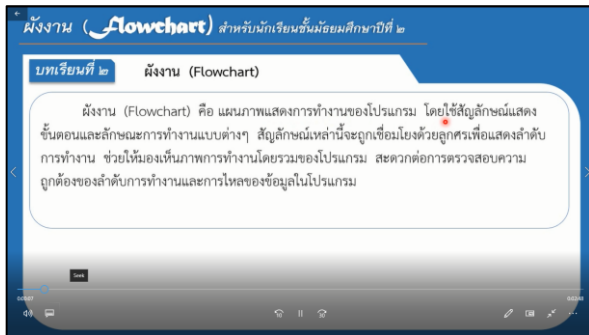 ผังงาน (Flowchart) สำหรับนักเรียนชั้นมัธยมศึกษาปีที่ ๒
บทเรียนที่ ๒ ผังงาน (Flowchart)
ผังงาน (Flowchart) คือ แผนภาพแสดงการทำงานของโปรแกรม โดยใช้สัญลักษณ์แสดง
ขั้นตอนและลักษณะการทำงานแบบต่างๆ สัญลักษณ์เหล่านี้จะถูกเชื่อมโยงด้วยลูกศรเพื่อแสดงลำดับ
การทำงาน ช่วยให้มองเห็นภาพการทำงานโดยรวมของโปรแกรม สะดวกต่อการตรวจสอบความ
ถูกต้องของลำดับการทำงานและการไหลของข้อมูลในโปรแกรม
Seek